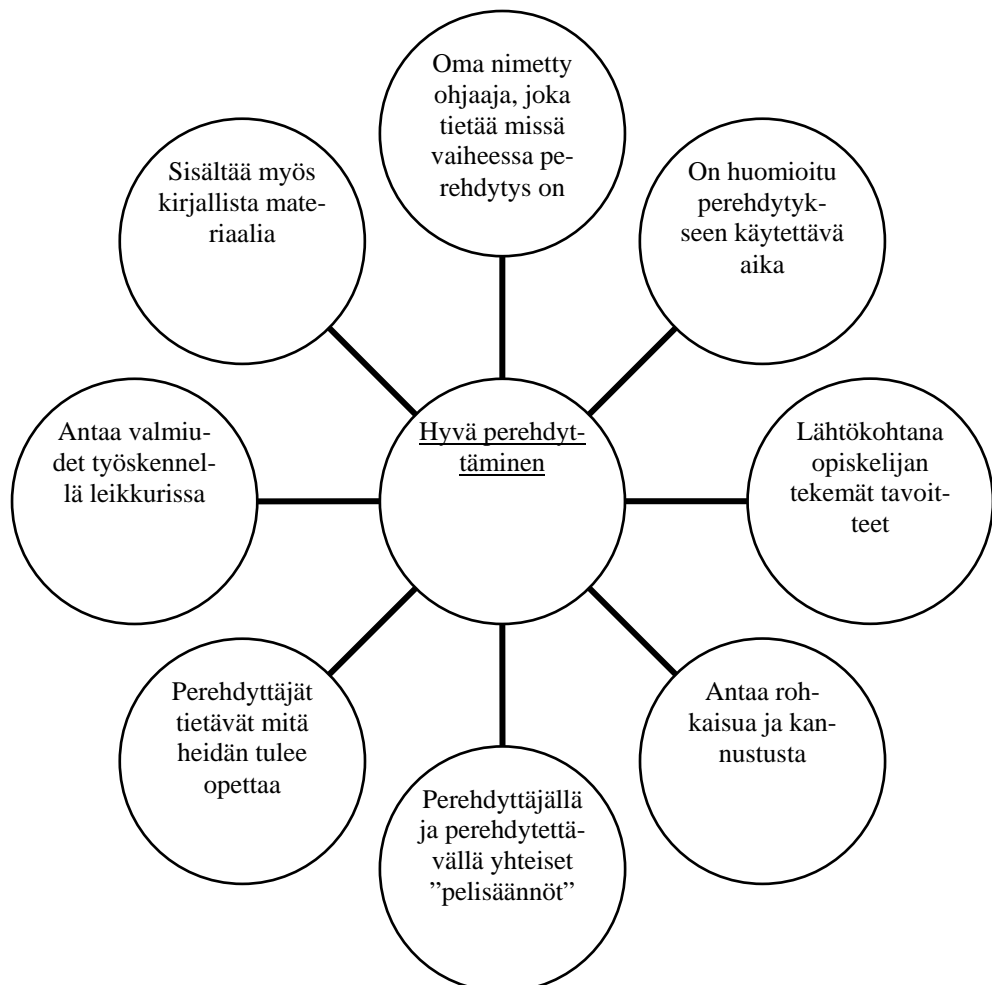 Oma nimetty
ohjaaja, joka
tietää missä
vaiheessa pe-
rehdytys on
On huomioitu
perehdytyk-
seen käytettävä
aika
Lähtökohtana
opiskelijan
tekemät tavoit-
teet
Antaa roh-
kaisua ja kan-
nustusta
Perehdyttäjällä
ja perehdytettä-
vällä yhteiset
”pelisäännöt”
Perehdyttäjät
tietävät mitä
heidän tulee
opettaa
Antaa valmiu-
det työskennel-
lä leikkurissa
Sisältää myös
kirjallista mate-
riaalia
Hyvä perehdyt-
täminen